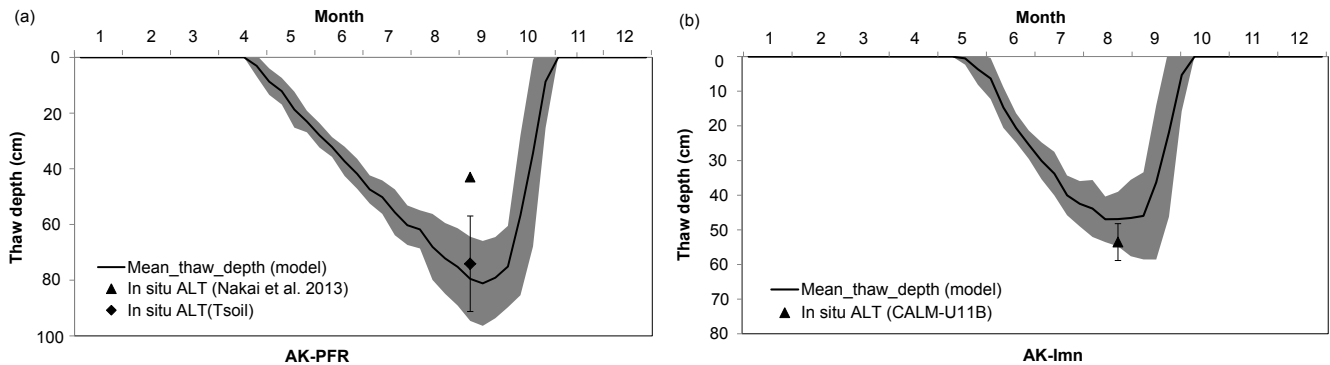 (a)
Month
1 2 3 4 5 6 7 8 9 10 11 12
0
20
40
60
80
100
Thaw depth (cm)
Mean_thaw_depth (model)
In situ ALT (Nakai et al. 2013)
In situ ALT(Tsoil)
AK-PFR
(b)
Month
1 2 3 4 5 6 7 8 9 10 11 12
0
10
20
30
40
50
60
70
80
Thaw depth (cm)
Mean_thaw_depth (model)
In situ ALT (CALM-U11B)
AK-Imn